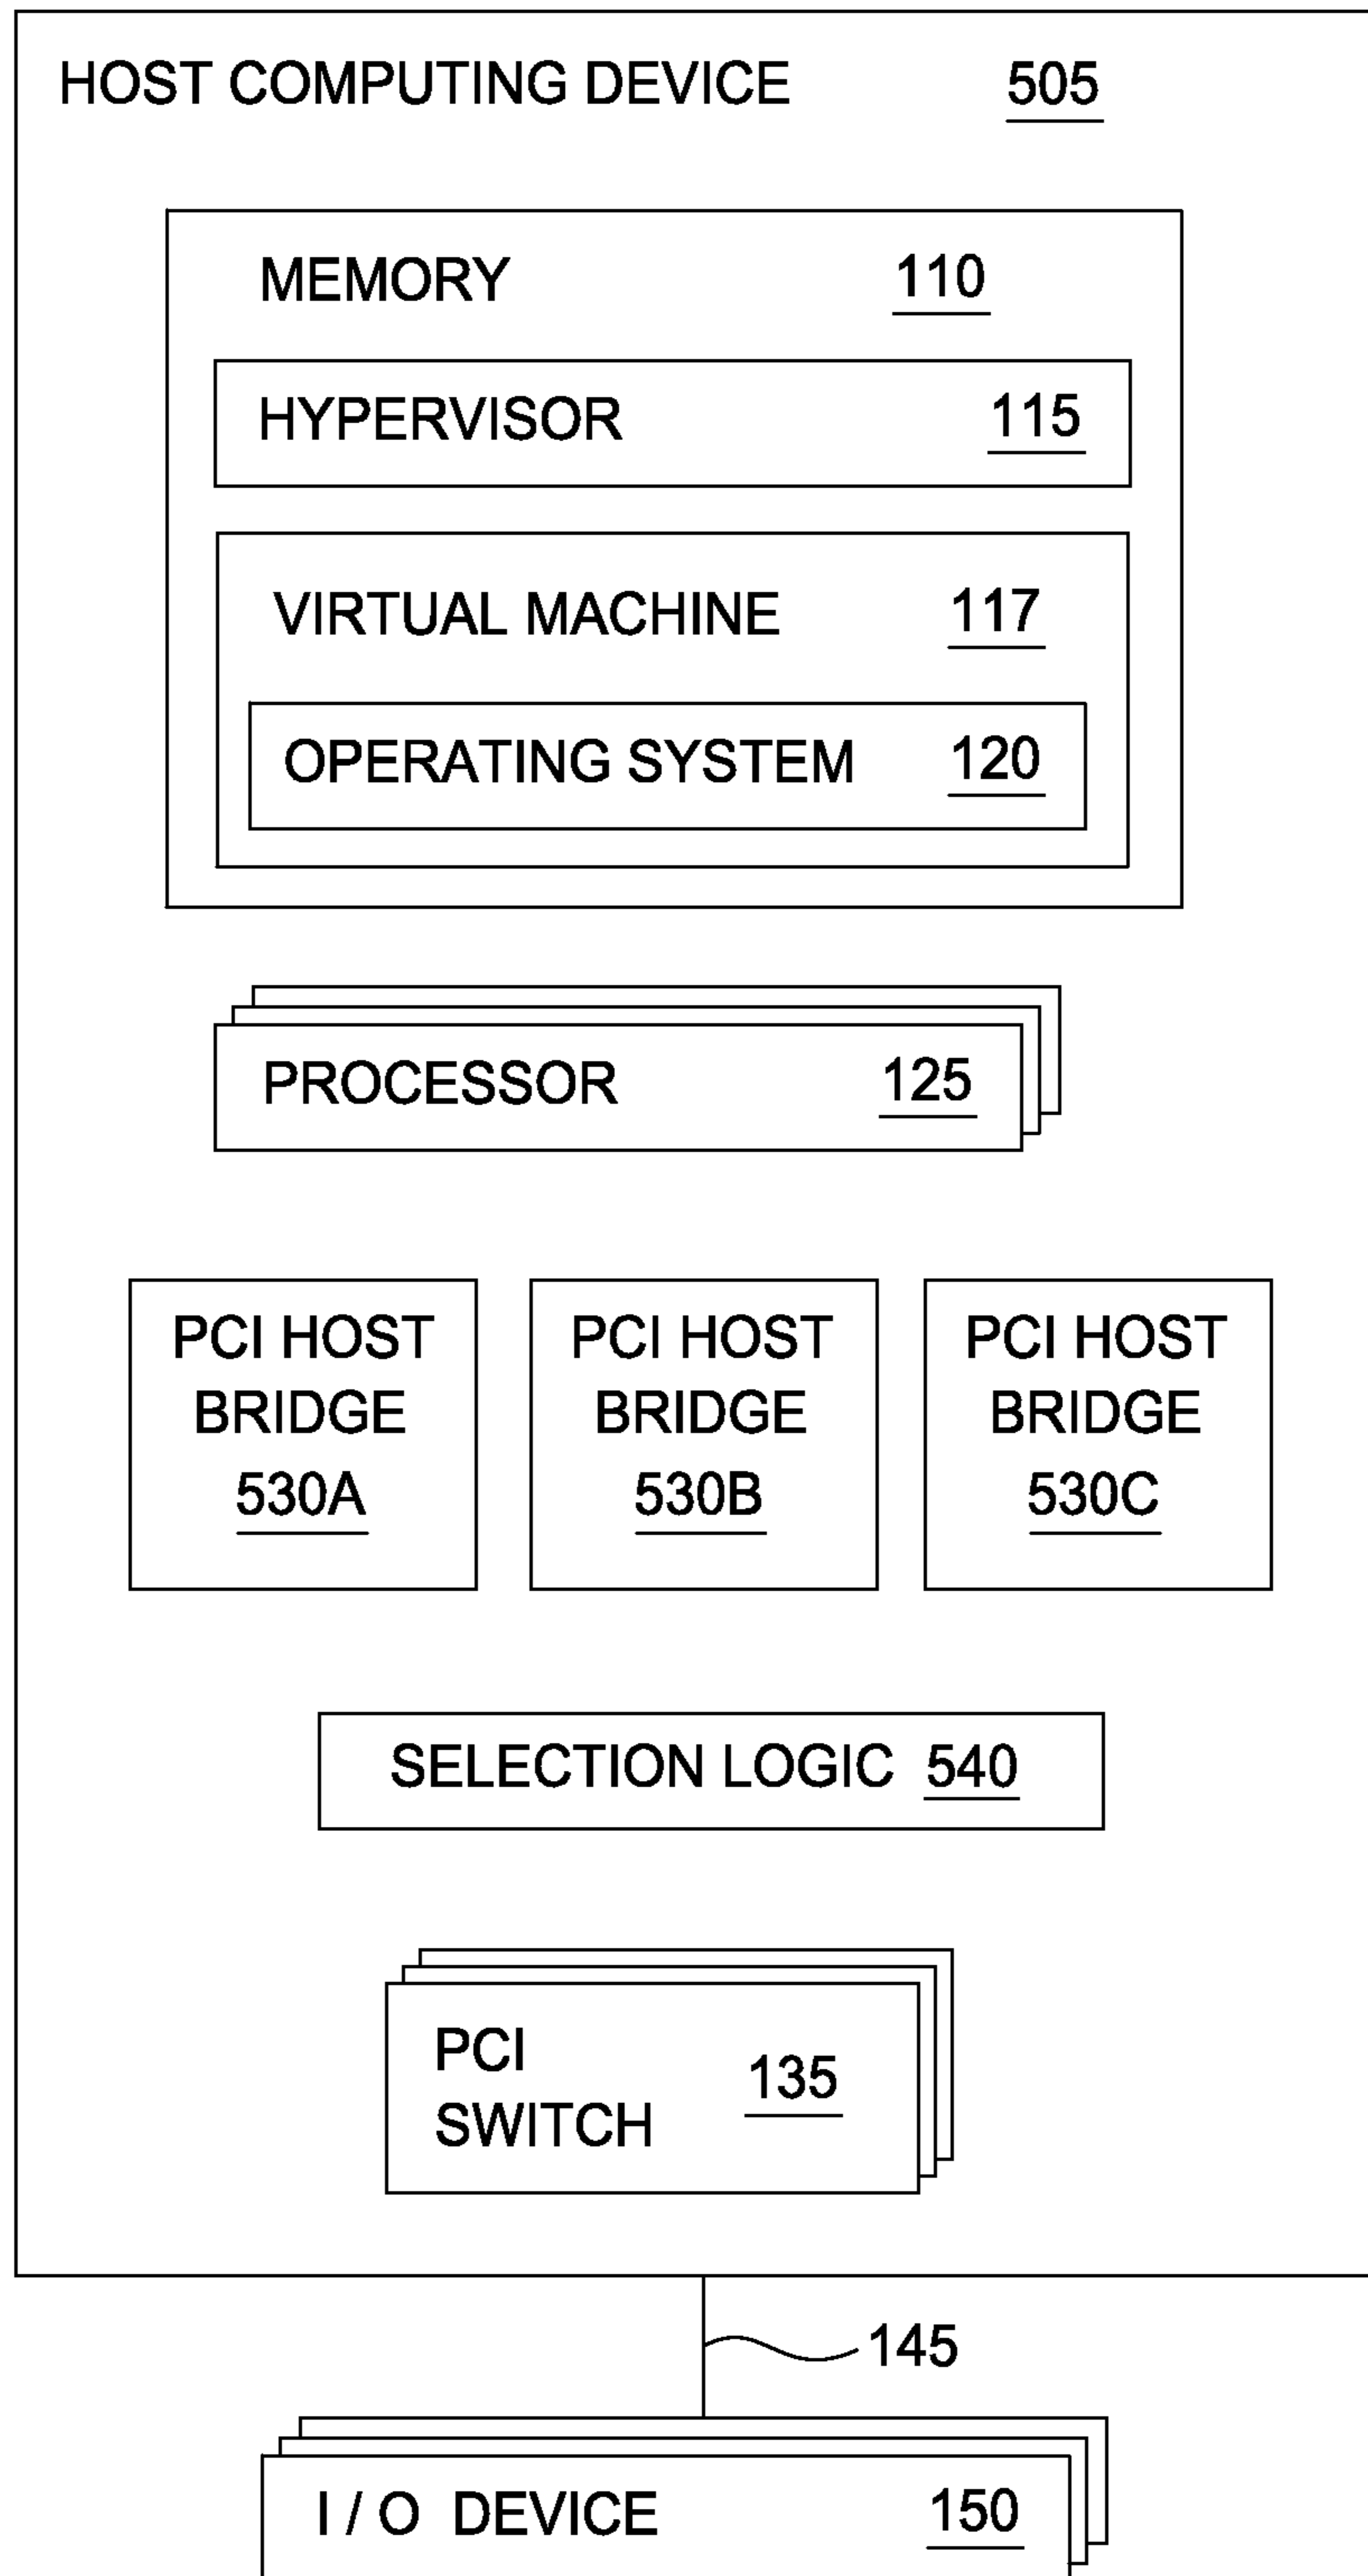 HOST COMPUTING DEVICE 505
MEMORY 110
HYPERVISOR 115
VIRTUAL MACHINE 117
OPERATING SYSTEM 120
PROCESSOR 125
PCI HOST BRIDGE 530A
PCI HOST BRIDGE 530B
PCI HOST BRIDGE 530C
SELECTION LOGIC 540
PCI
SWITCH 135
145
I / O DEVICE 150